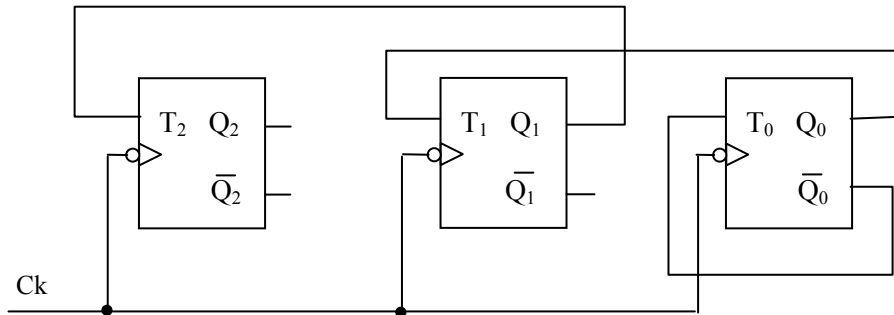 T₂ Q₂ T₁ Q₁ T₀ Q₀
Q̅₂ Q̅₁ Q̅₀
Ck